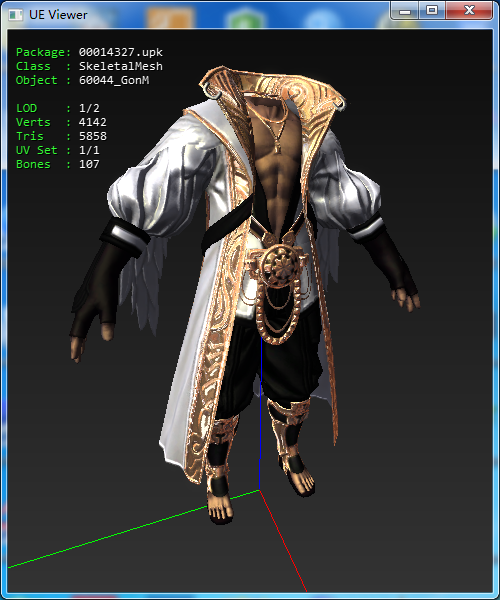 UE Viewer
Package: 00014327.upk
Class : SkeletalMesh
Object : 60044_GonM
LOD : 1/2
Verts : 4142
Tris : 5858
UV Set : 1/1
Bones : 107